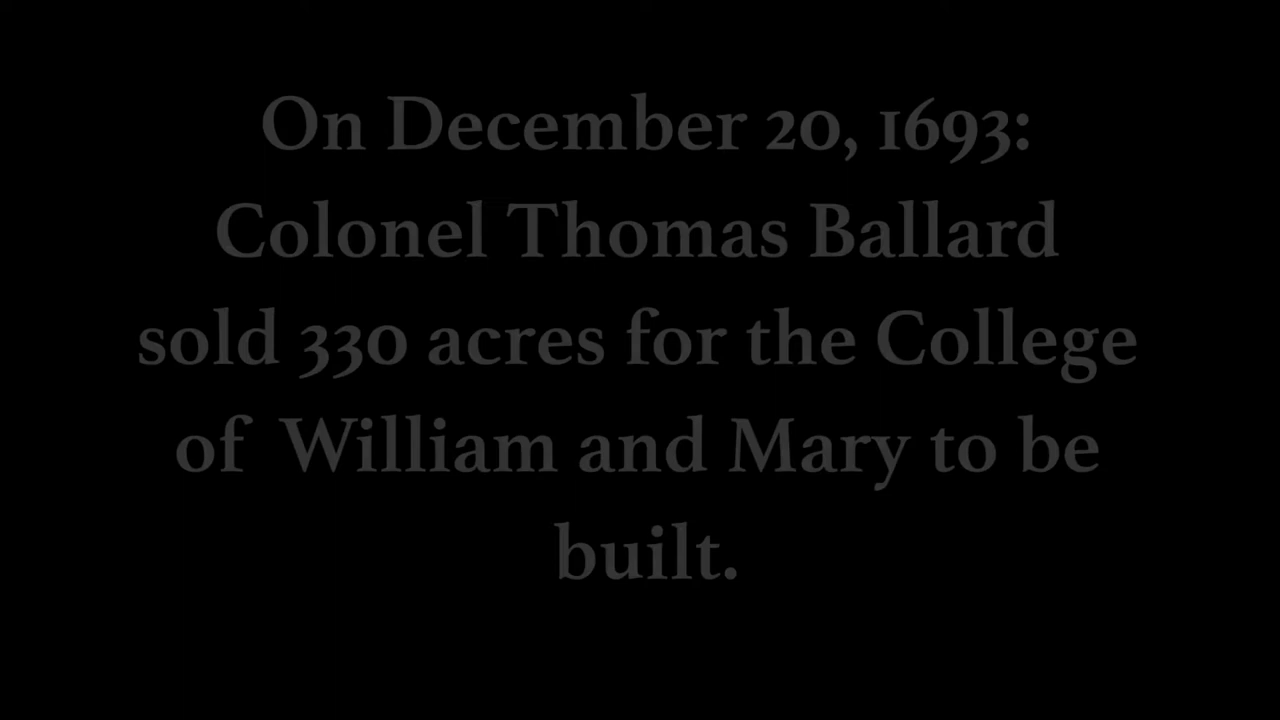 On December 20, 1693:
Colonel Thomas Ballard
sold 330 acres for the College
of  William and Mary to be
built.